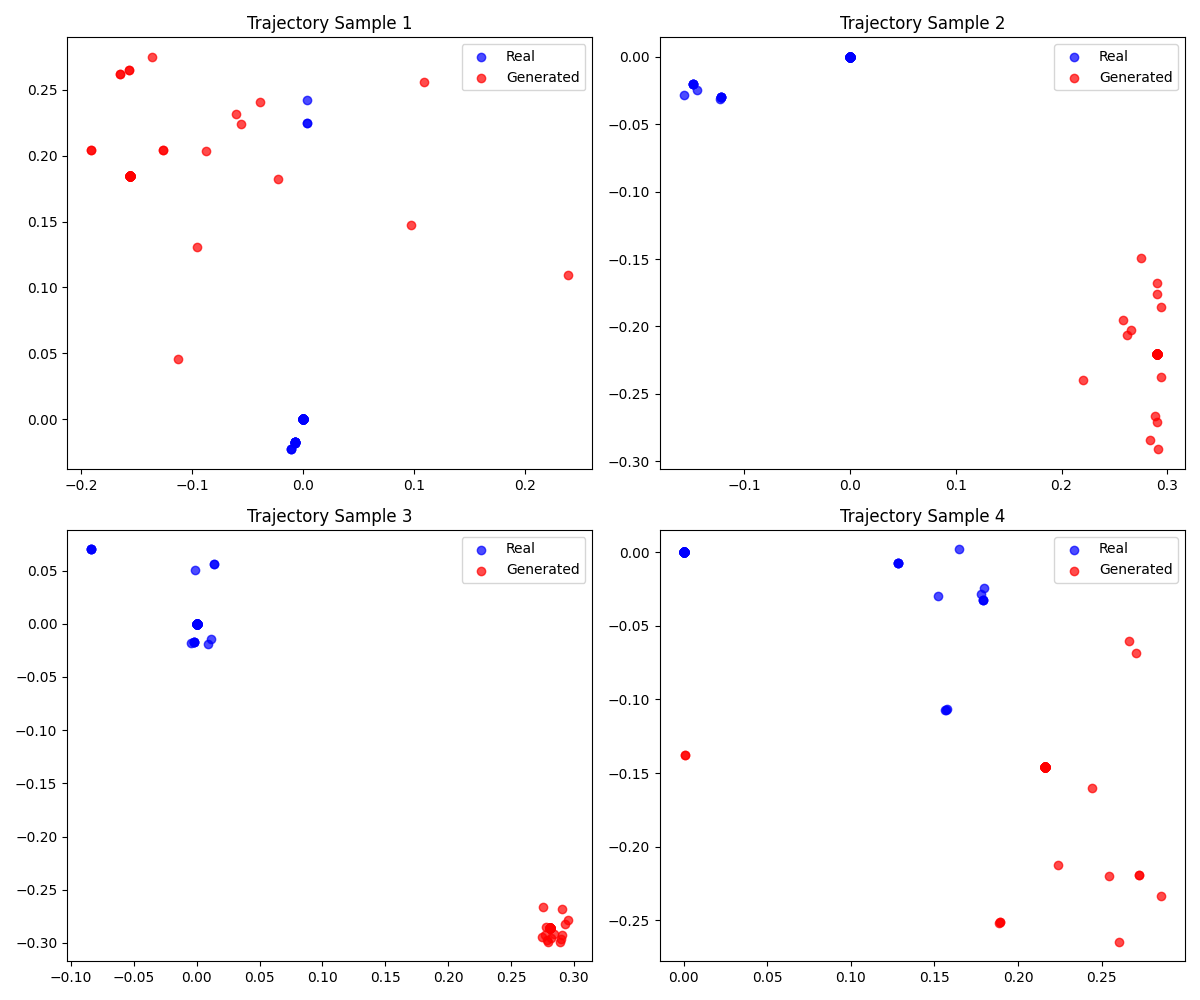 Trajectory Sample 1
Real
Generated
0.25
0.20
0.15
0.10
0.05
0.00
−0.2 −0.1 0.0 0.1 0.2
Trajectory Sample 2
Real
Generated
0.00
−0.05
−0.10
−0.15
−0.20
−0.25
−0.30
−0.1 0.0 0.1 0.2 0.3
Trajectory Sample 3
Real
Generated
0.05
0.00
−0.05
−0.10
−0.15
−0.20
−0.25
−0.30
−0.10 −0.05 0.00 0.05 0.10 0.15 0.20 0.25 0.30
Trajectory Sample 4
Real
Generated
0.00
−0.05
−0.10
−0.15
−0.20
−0.25
0.00 0.05 0.10 0.15 0.20 0.25